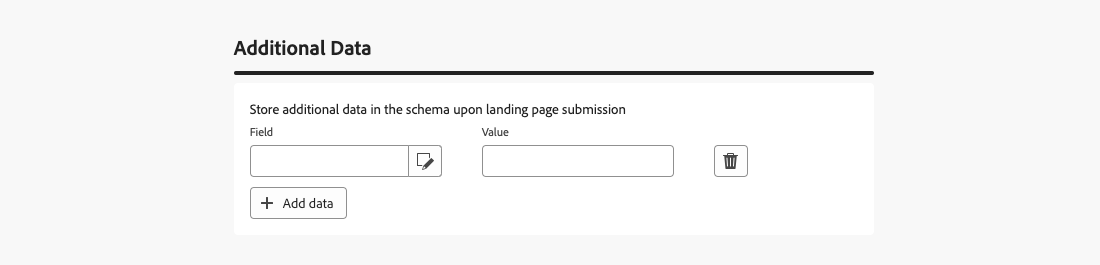 Additional Data
Store additional data in the schema upon landing page submission
Field Value
Add data